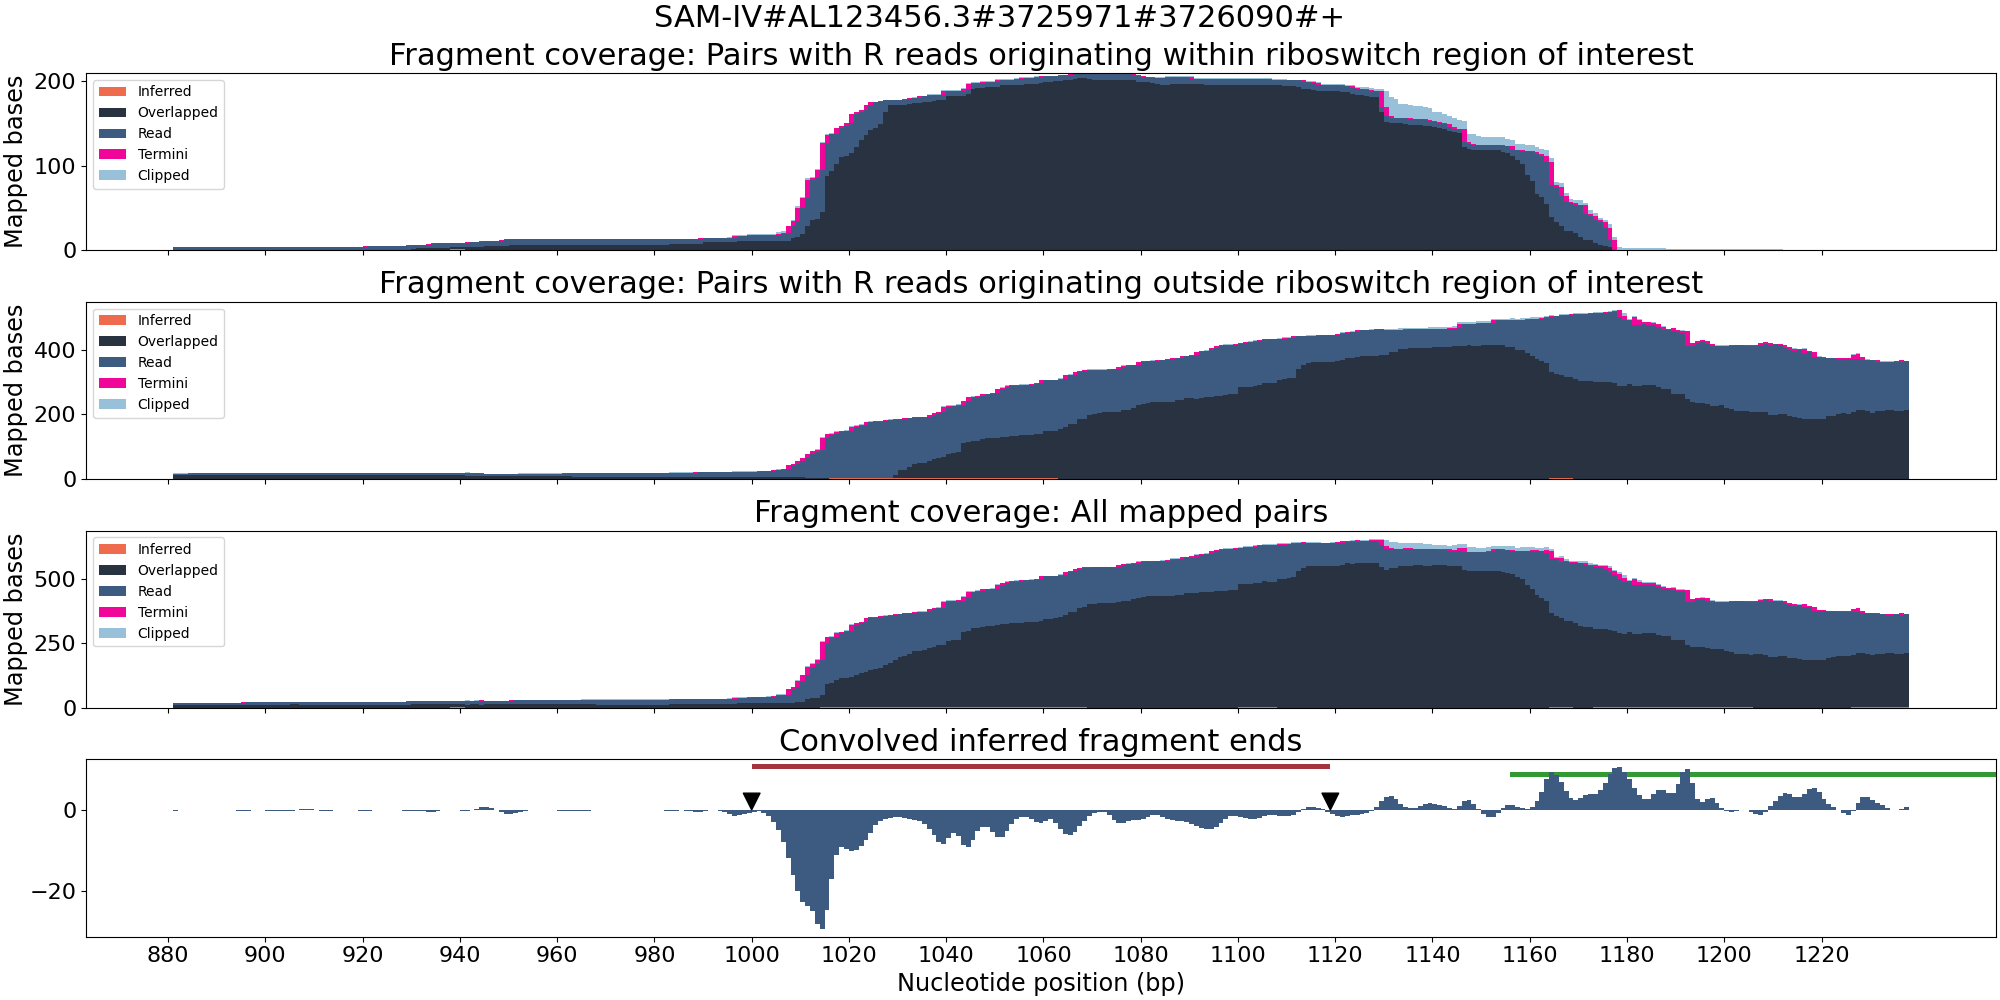 SAM-IV#AL123456.3#3725971#3726090#+
Fragment coverage: Pairs with R reads originating within riboswitch region of interest
Mapped bases
200
100
0
Inferred
Overlapped
Read
Termini
Clipped
Fragment coverage: Pairs with R reads originating outside riboswitch region of interest
Mapped bases
400
200
0
Inferred
Overlapped
Read
Termini
Clipped
Fragment coverage: All mapped pairs
Mapped bases
500
250
0
Inferred
Overlapped
Read
Termini
Clipped
Convolved inferred fragment ends
0
−20
880 900 920 940 960 980 1000 1020 1040 1060 1080 1100 1120 1140 1160 1180 1200 1220
Nucleotide position (bp)